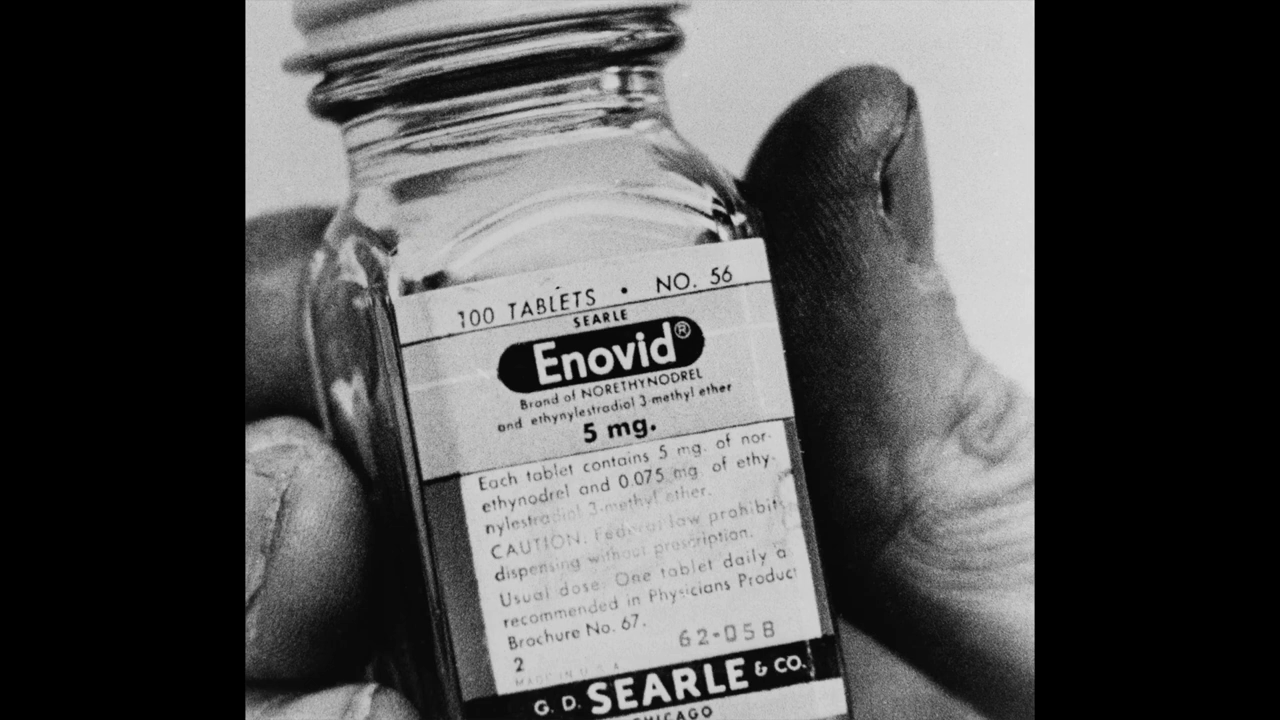 100 TABLETS • NO. 56
SEARLE
Enovid®
Brand of NORETHYNODREL
and ethynylestradiol 3-methyl ether
5 mg.
Each tablet contains 5 mg. of nor-
ethynodrel and 0.075 mg. of ethy-
nylestradiol 3-methyl ether.
CAUTION: Federal law prohibits
dispensing without prescription.
Usual dose: One tablet daily a
recommended in Physicians Product
Brochure No. 67.
62-058
2
MADE IN U.S.A.
G. D. SEARLE & CO.
CHICAGO